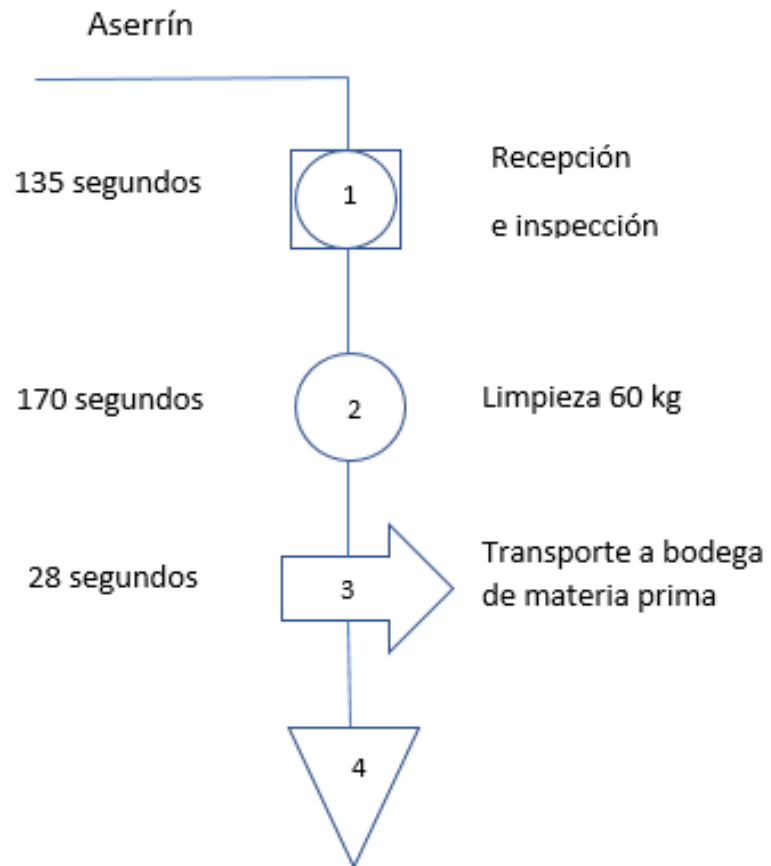 Aserrín
135 segundos
1
Recepción
e inspección
170 segundos
2
Limpieza 60 kg
28 segundos
3
Transporte a bodega
de materia prima
4